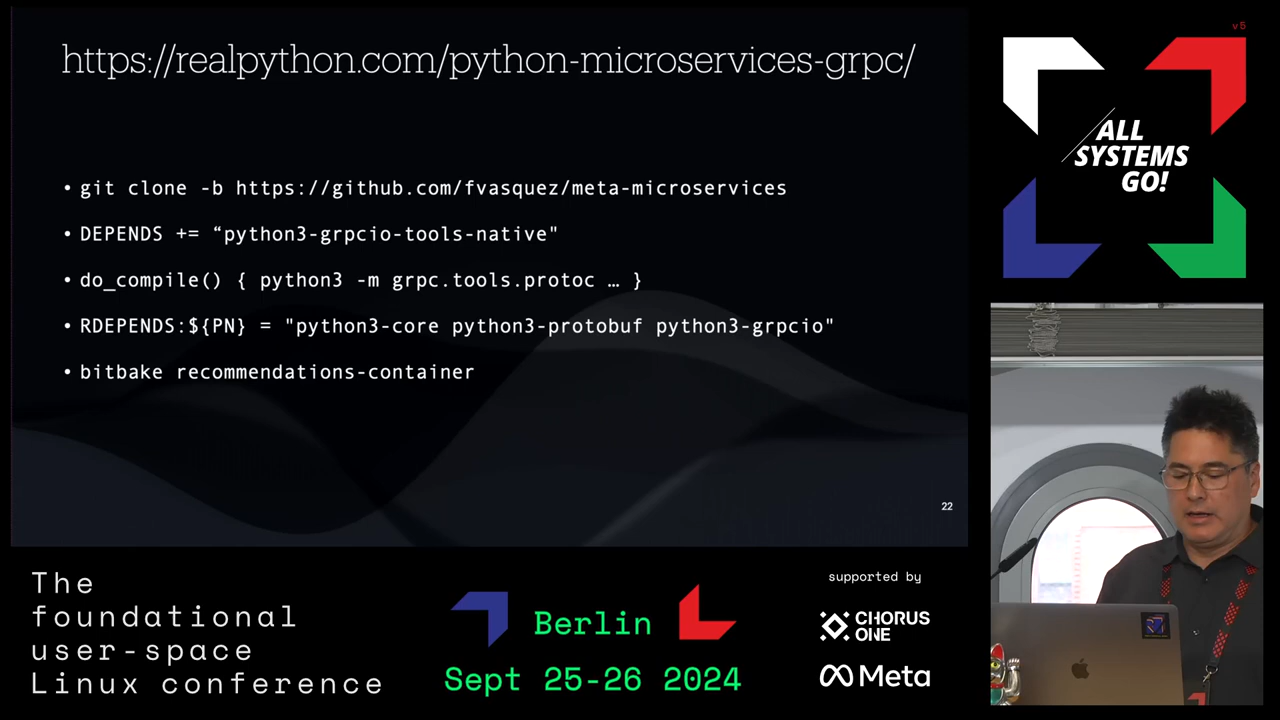 https://realpython.com/python-microservices-grpc/
• git clone -b https://github.com/fvasquez/meta-microservices
• DEPENDS += “python3-grpcio-tools-native"
• do_compile() { python3 -m grpc.tools.protoc … }
• RDEPENDS:${PN} = "python3-core python3-protobuf python3-grpcio"
• bitbake recommendations-container
22
v5
ALL
SYSTEMS
GO!
The
foundational
user-space
Linux conference
Berlin
Sept 25-26 2024
supported by
CHORUS
ONE
Meta